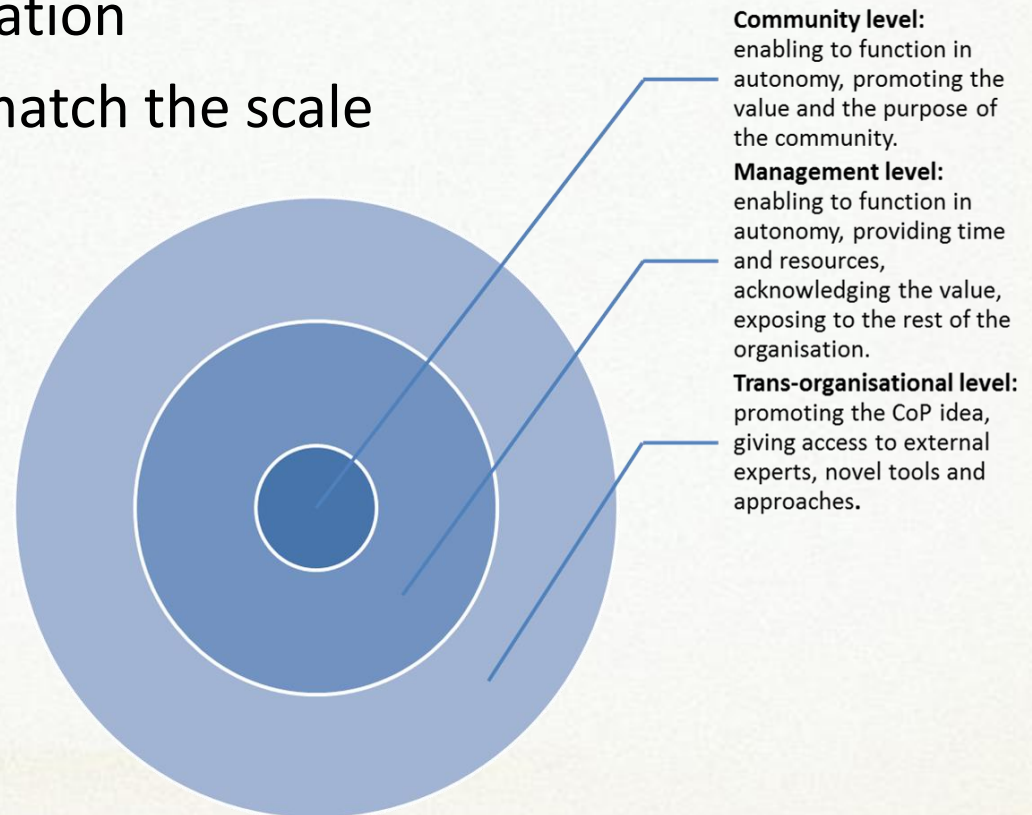 ation
natch the scale
Community level:
enabling to function in
autonomy, promoting the
value and the purpose of
the community.
Management level:
enabling to function in
autonomy, providing time
and resources,
acknowledging the value,
exposing to the rest of the
organisation.
Trans-organisational level:
promoting the CoP idea,
giving access to external
experts, novel tools and
approaches.